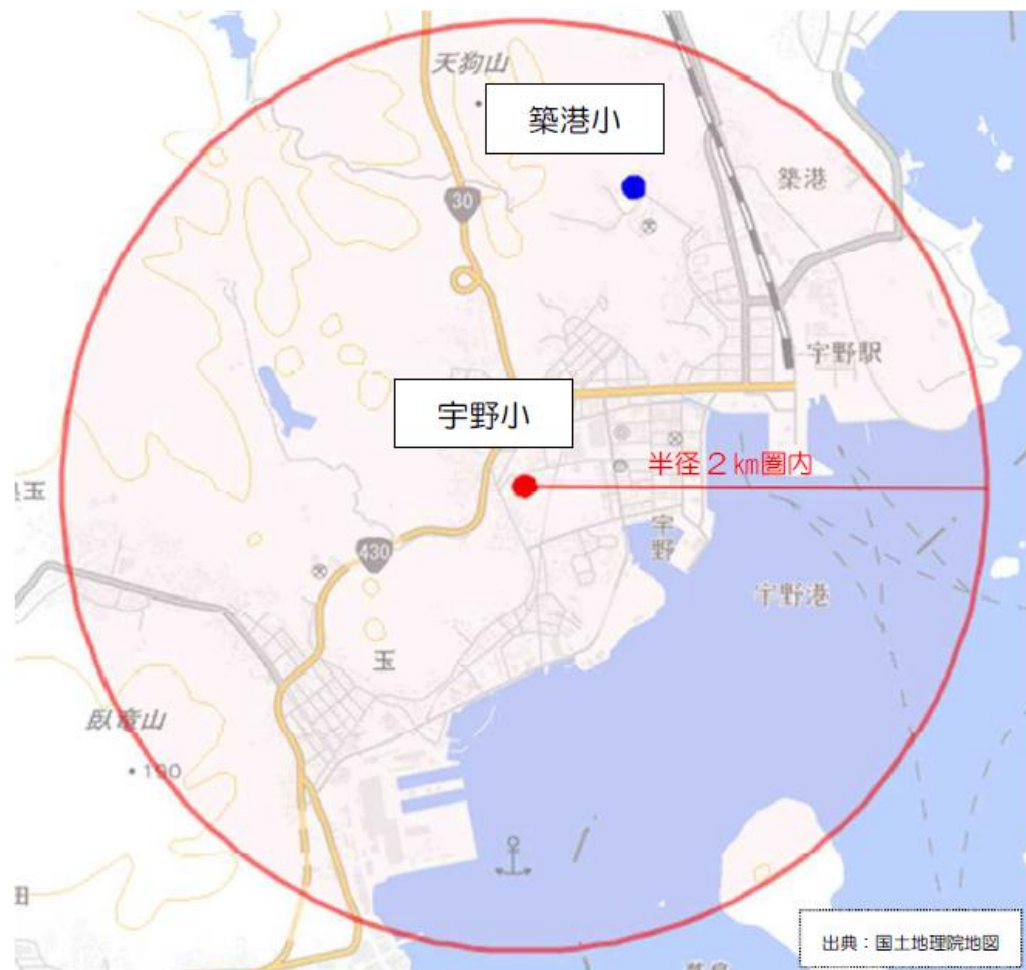 天狗山
築港小
築港
30
宇野駅
宇野小
半径2km圏内
宇野
宇野港
430
玉
玉
臥竜山
・190
田
出典:国土地理院地図